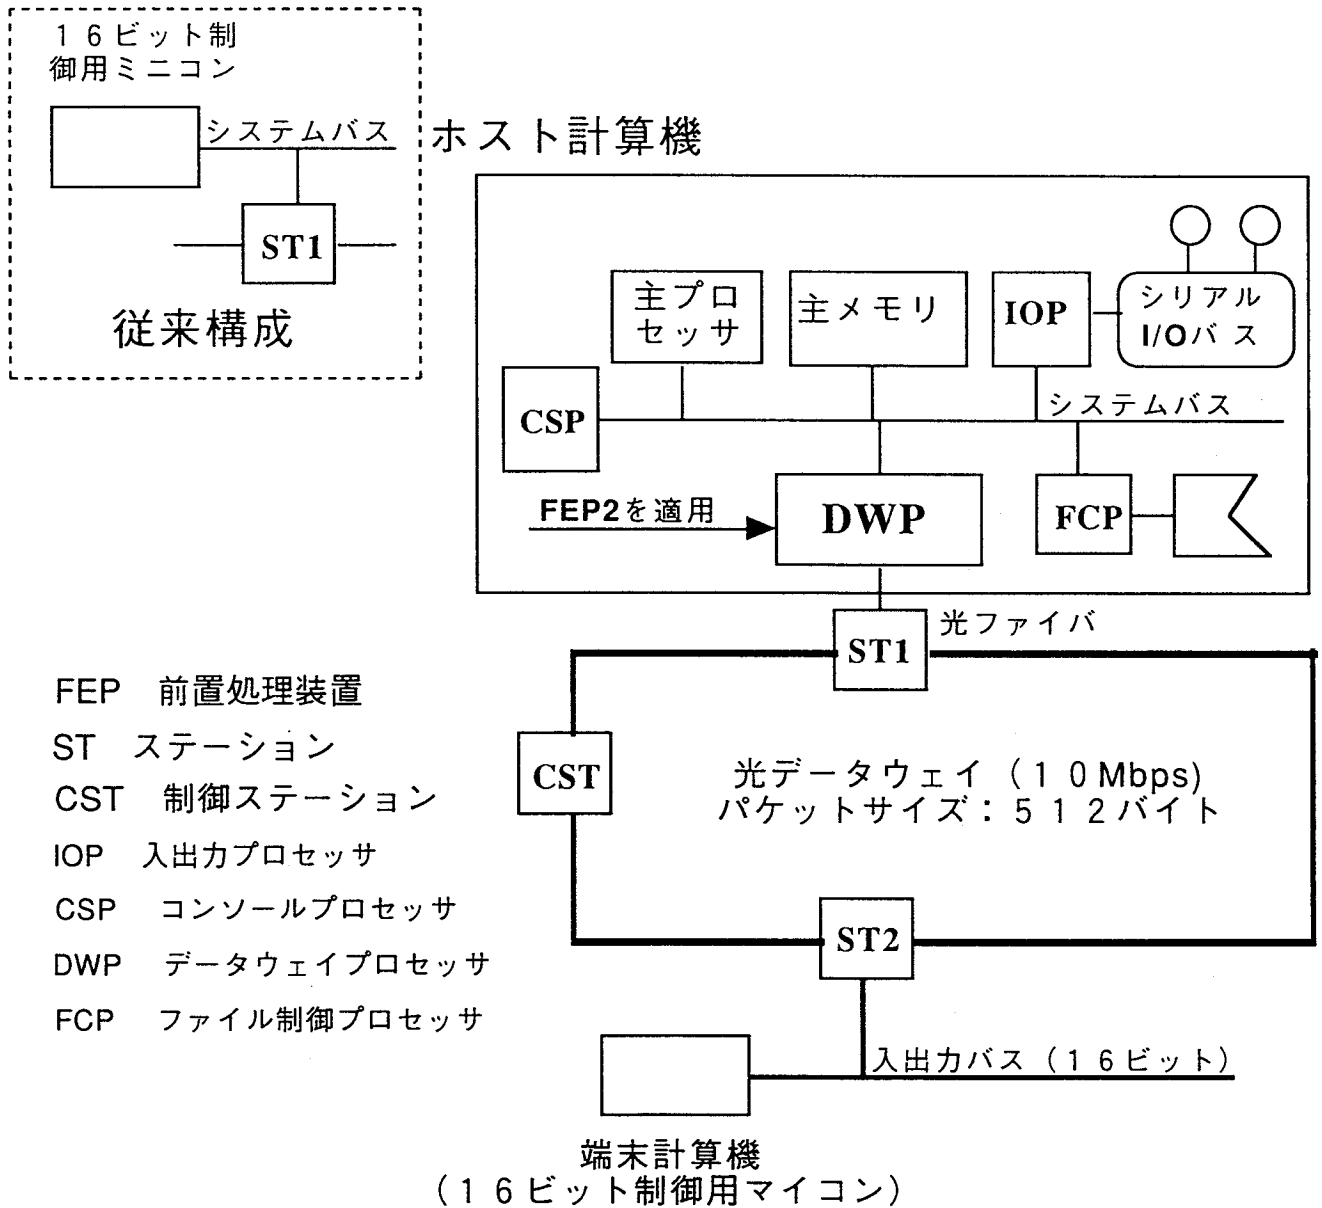 １６ビット制
御用ミニコン
システムバス
ST1
従来構成
ホスト計算機
主プロ
セッサ
主メモリ
IOP
シリアル
I/Oバス
CSP
システムバス
FEP2を適用
DWP
FCP
ST1
光ファイバ
FEP 前置処理装置
ST ステーション
CST 制御ステーション
IOP 入出力プロセッサ
CSP コンソールプロセッサ
DWP データウェイプロセッサ
FCP ファイル制御プロセッサ
CST
光データウェイ（１０Mbps)
パケットサイズ：５１２バイト
ST2
入出力バス（１６ビット）
端末計算機
（１６ビット制御用マイコン）